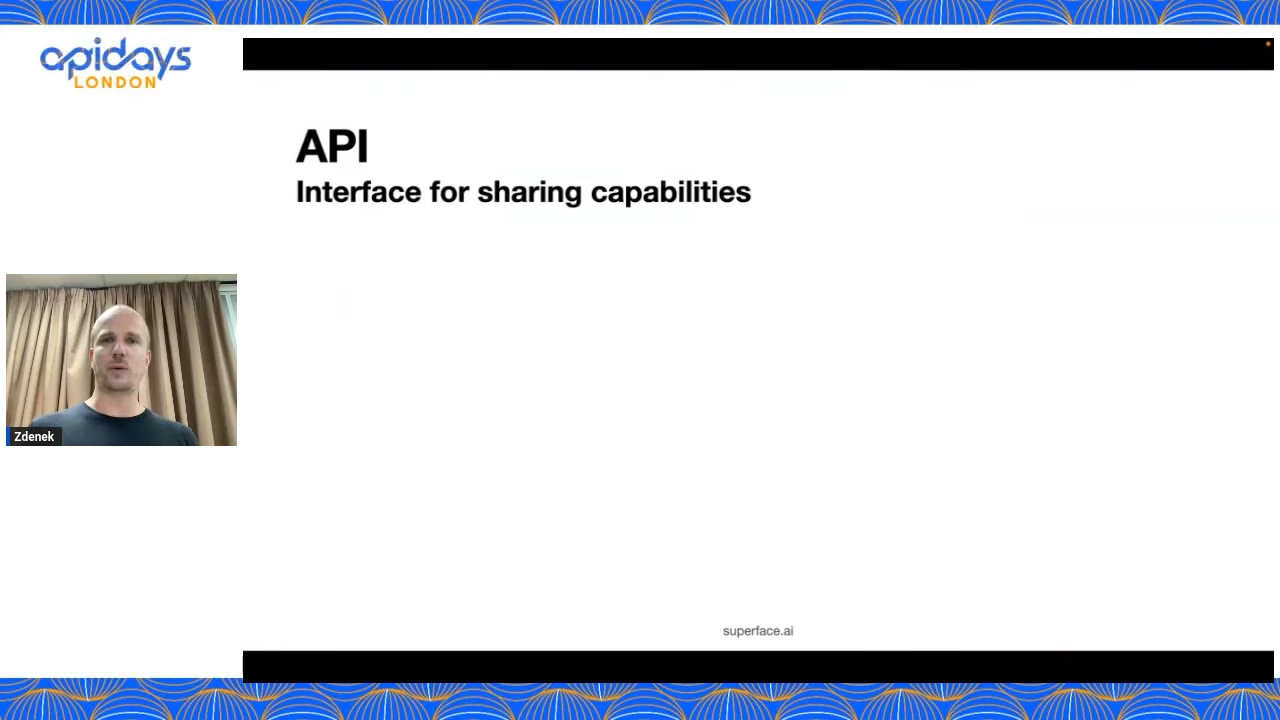 apidays
LONDON
API
Interface for sharing capabilities
Zdenek
superface.ai